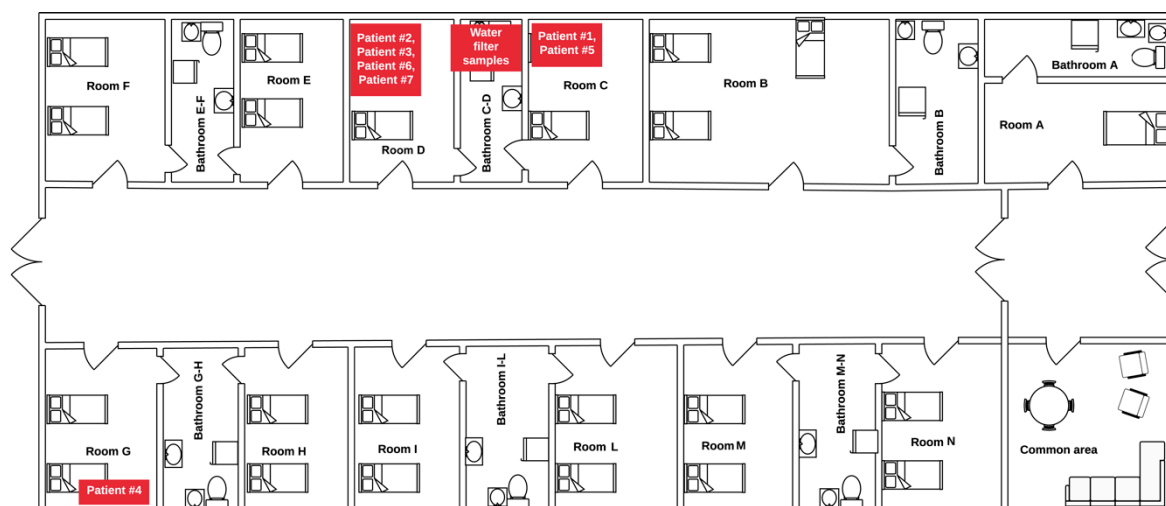 Patient #2,
Patient #3,
Patient #6,
Patient #7
Water
filter
samples
Patient #1,
Patient #5
Room F
Bathroom E-F
Room E
Room D
Bathroom C-D
Room C
Room B
Bathroom B
Bathroom A
Room A
Room G
Patient #4
Bathroom G-H
Room H
Room I
Bathroom I-L
Room L
Room M
Bathroom M-N
Room N
Common area